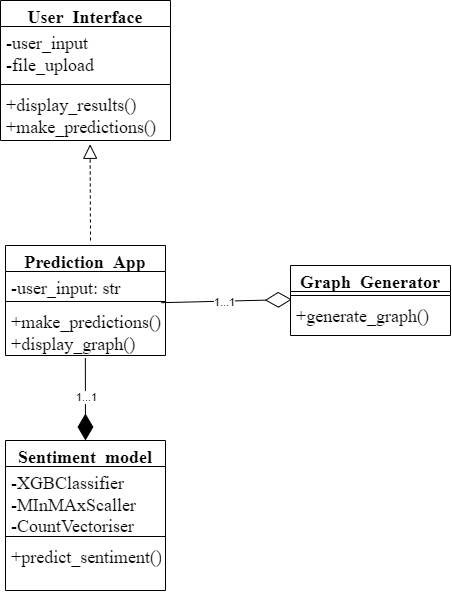 User_Interface
-user_input
-file_upload
+display_results()
+make_predictions()
Prediction_App
-user_input: str
+make_predictions()
+display_graph()
1...1
Graph_Generator
+generate_graph()
1...1
Sentiment_model
-XGBClassifier
-MInMAxScaller
-CountVectoriser
+predict_sentiment()